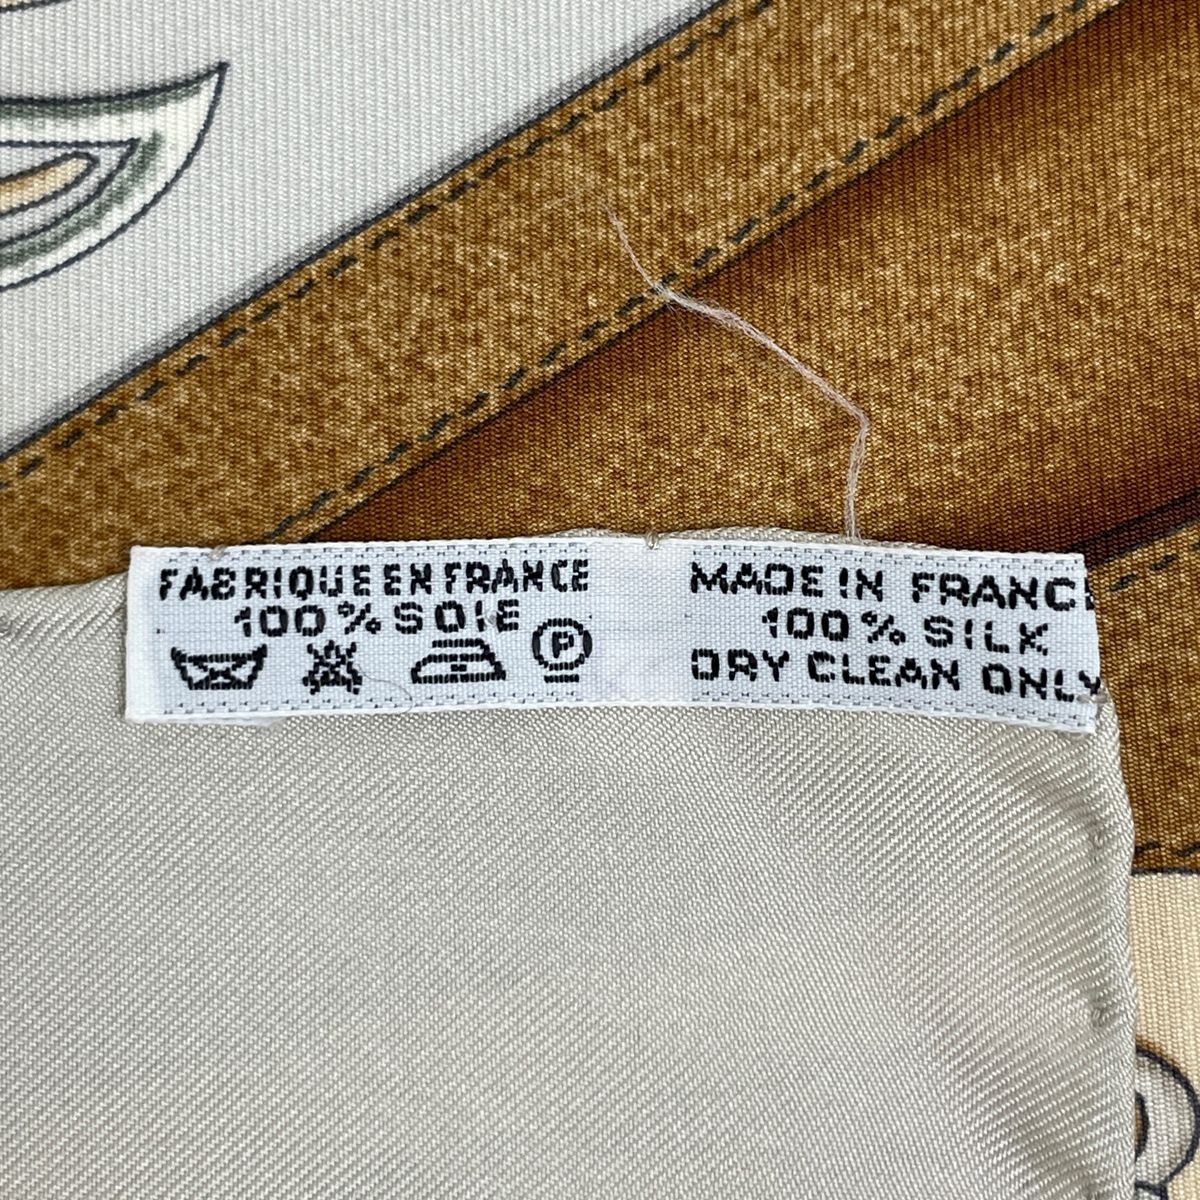 FABRIQUE EN FRANCE
100% SOIE
P
MADE IN FRANCE
100% SILK
DRY CLEAN ONLY